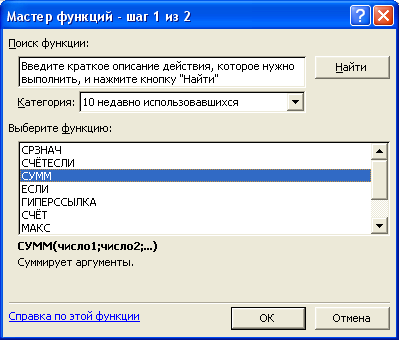 Мастер функций - шаг 1 из 2
Поиск функции:
Введите краткое описание действия, которое нужно
выполнить, и нажмите кнопку "Найти"
Найти
Категория: 10 недавно использовавшихся
Выберите функцию:
СРЗНАЧ
СЧЁТЕСЛИ
СУММ
ЕСЛИ
ГИПЕРССЫЛКА
СЧЁТ
МАКС
СУММ(число1;число2;...)
Суммирует аргументы.
Справка по этой функции
ОК
Отмена